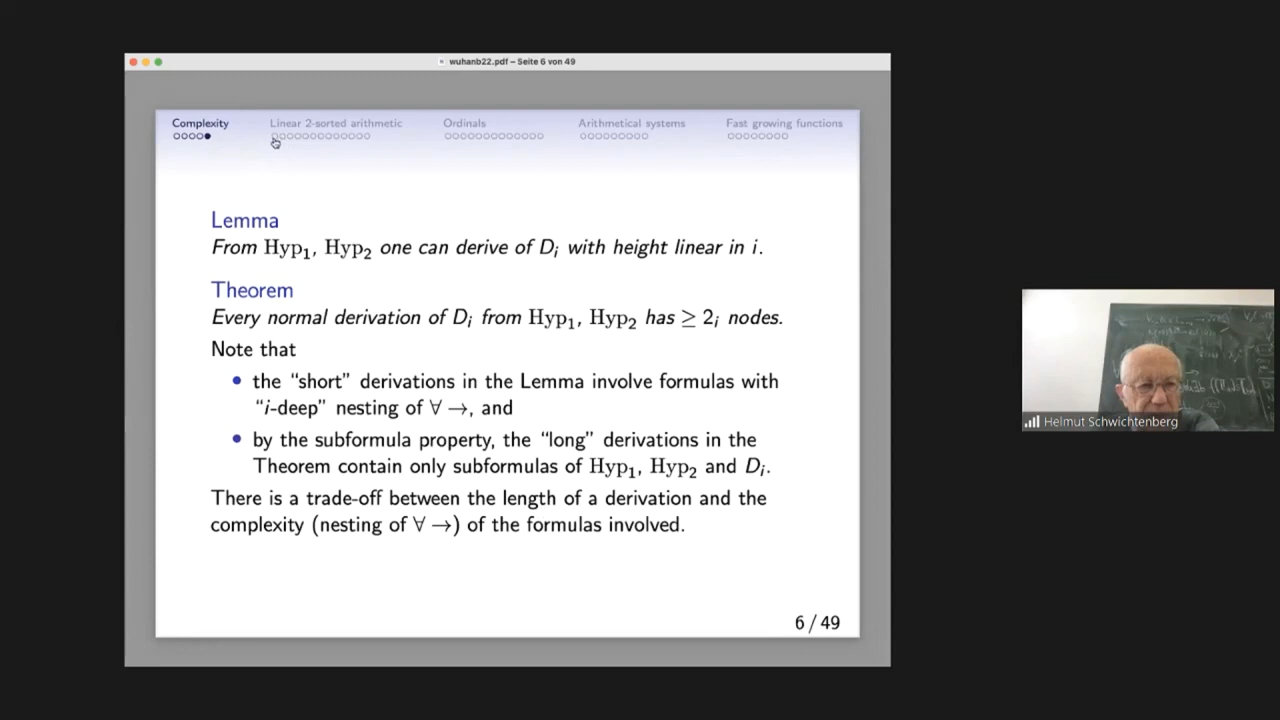 wuhanb22.pdf – Seite 6 von 49
Complexity Linear 2-sorted arithmetic Ordinals Arithmetical systems Fast growing functions
Lemma
From Hyp₁, Hyp₂ one can derive of Dᵢ with height linear in i.
Theorem
Every normal derivation of Dᵢ from Hyp₁, Hyp₂ has ≥ 2ᵢ nodes.
Note that
• the “short” derivations in the Lemma involve formulas with
“i-deep” nesting of ∀ →, and
• by the subformula property, the “long” derivations in the
Theorem contain only subformulas of Hyp₁, Hyp₂ and Dᵢ.
There is a trade-off between the length of a derivation and the
complexity (nesting of ∀ →) of the formulas involved.
6 / 49
Helmut Schwichtenberg